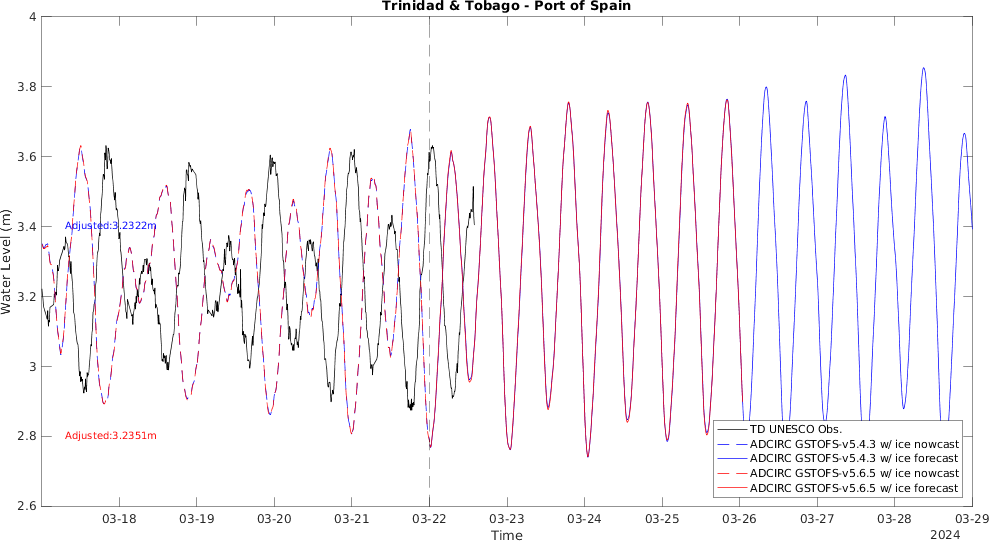 Trinidad & Tobago - Port of Spain
4
3.8
3.6
3.4
3.2
3
2.8
2.6
Water Level (m)
Adjusted:3.2322m
Adjusted:3.2351m
TD UNESCO Obs.
ADCIRC GSTOFS-v5.4.3 w/ ice nowcast
ADCIRC GSTOFS-v5.4.3 w/ ice forecast
ADCIRC GSTOFS-v5.6.5 w/ ice nowcast
ADCIRC GSTOFS-v5.6.5 w/ ice forecast
03-18 03-19 03-20 03-21 03-22 03-23 03-24 03-25 03-26 03-27 03-28 03-29
Time 2024